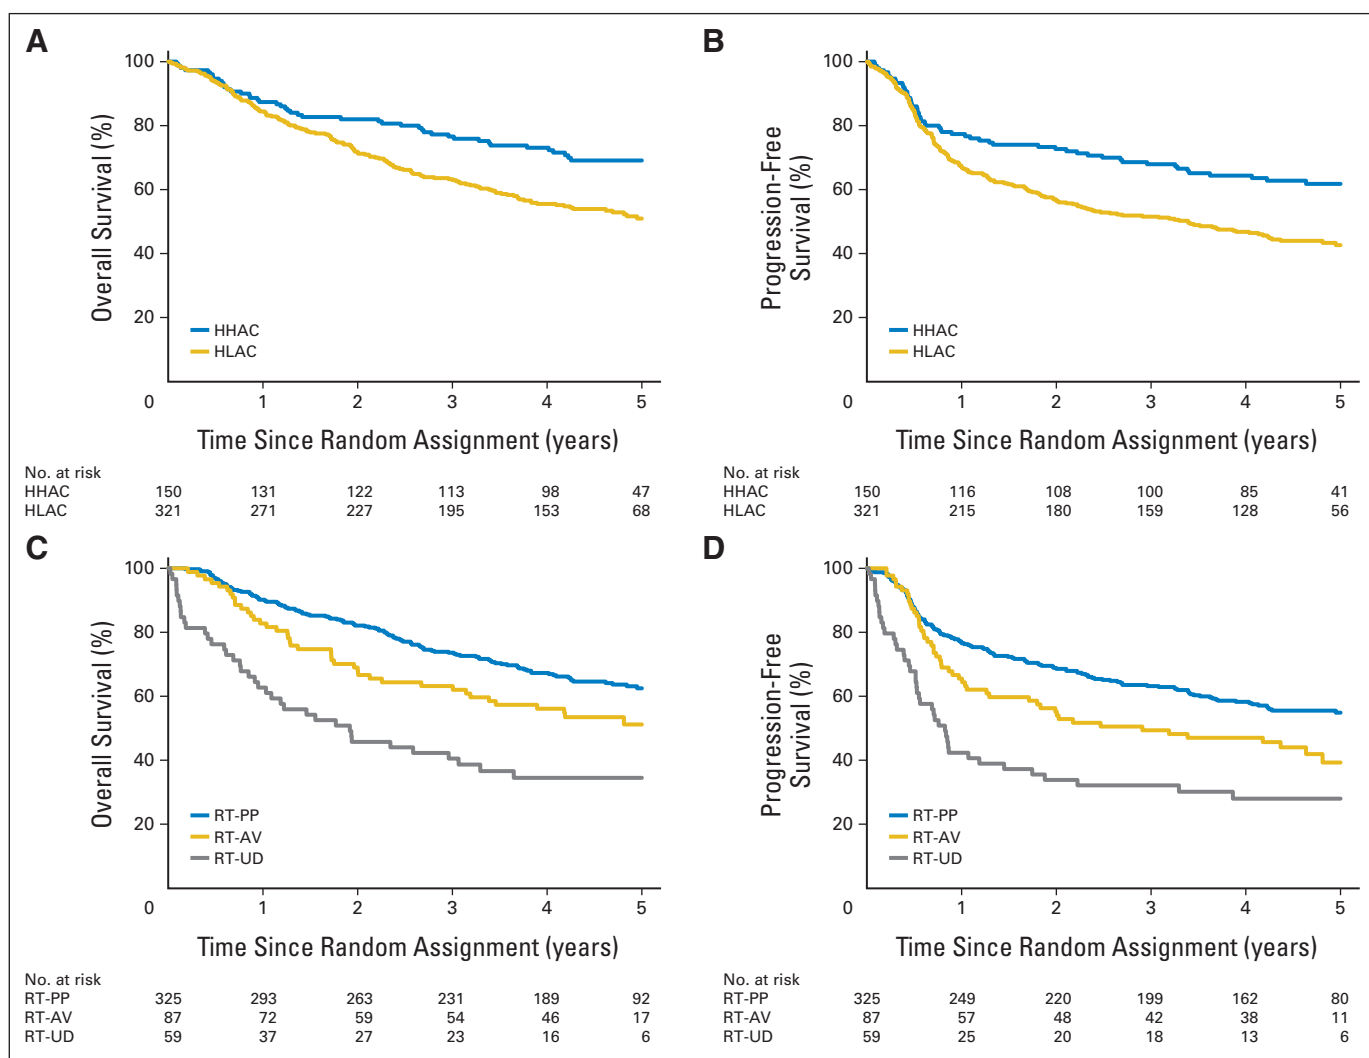 A
Overall Survival (%)
100
80
60
40
20
0
1 2 3 4 5
HHAC
HLAC
Time Since Random Assignment (years)
No. at risk
HHAC 150 131 122 113 98 47
HLAC 321 271 227 195 153 68
B
Progression-Free
Survival (%)
100
80
60
40
20
0
1 2 3 4 5
HHAC
HLAC
Time Since Random Assignment (years)
No. at risk
HHAC 150 116 108 100 85 41
HLAC 321 215 180 159 128 56
C
Overall Survival (%)
100
80
60
40
20
0
1 2 3 4 5
RT-PP
RT-AV
RT-UD
Time Since Random Assignment (years)
No. at risk
RT-PP 325 293 263 231 189 92
RT-AV 87 72 59 54 46 17
RT-UD 59 37 27 23 16 6
D
Progression-Free
Survival (%)
100
80
60
40
20
0
1 2 3 4 5
RT-PP
RT-AV
RT-UD
Time Since Random Assignment (years)
No. at risk
RT-PP 325 249 220 199 162 80
RT-AV 87 57 48 42 38 11
RT-UD 59 25 20 18 13 6